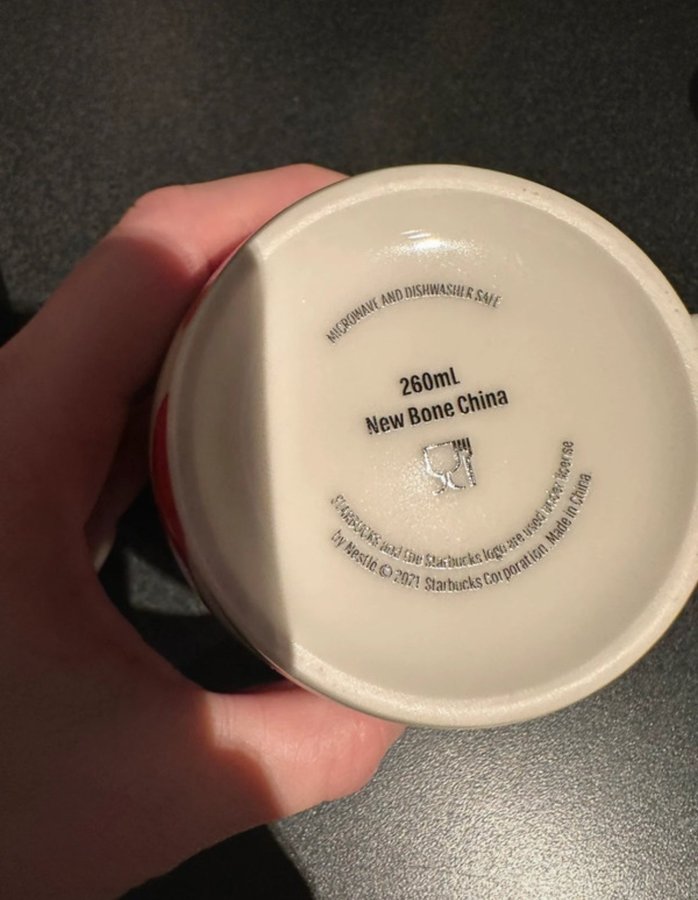 MICROWAVE AND DISHWASHER SAFE
260mL
New Bone China
STARBUCKS and the Starbucks logo are used under license
by Nestlé. © 2021 Starbucks Corporation. Made in China.